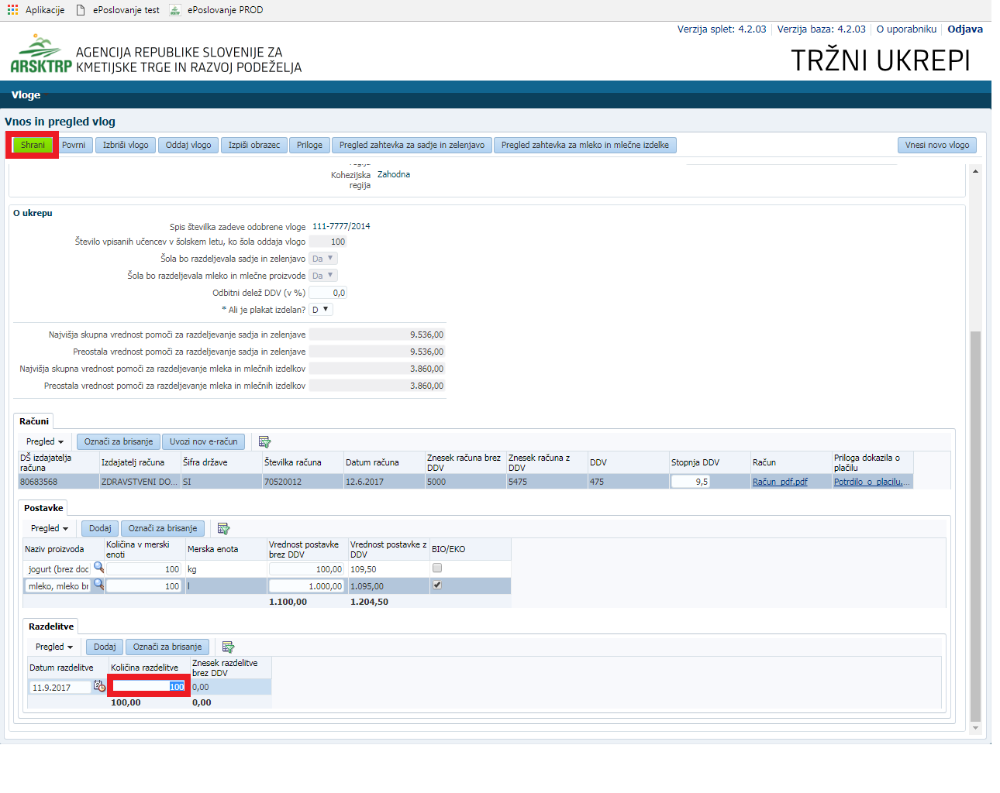 Aplikacije ePoslovanje test ePoslovanje PROD
Verzija splet: 4.2.03 Verzija baza: 4.2.03 O uporabniku Odjava
ARSKTRP
AGENCIJA REPUBLIKE SLOVENIJE ZA
KMETIJSKE TRGE IN RAZVOJ PODEŽELJA
TRŽNI UKREPI
Vloge
Vnos in pregled vlog
Shrani Povrni Izbriši vlogo Oddaj vlogo Izpiši obrazec Priloge Pregled zahtevka za sadje in zelenjavo Pregled zahtevka za mleko in mlečne izdelke Vnesi novo vlogo
Kohezijska regija Zahodna
O ukrepu
Spis številka zadeve odobrene vloge 111-7777/2014
Število vpisanih učencev v šolskem letu, ko šola oddaja vlogo 100
Šola bo razdeljevala sadje in zelenjavo Da
Šola bo razdeljevala mleko in mlečne proizvode Da
Odbitni delež DDV (v %) 0,0
* Ali je plakat izdelan? D
Najvišja skupna vrednost pomoči za razdeljevanje sadja in zelenjave 9.536,00
Preostala vrednost pomoči za razdeljevanje sadja in zelenjave 9.536,00
Najvišja skupna vrednost pomoči za razdeljevanje mleka in mlečnih izdelkov 3.860,00
Preostala vrednost pomoči za razdeljevanje mleka in mlečnih izdelkov 3.860,00
Računi
Pregled Označi za brisanje Uvozi nov e-račun
DŠ izdajatelja računa Izdajatelj računa Šifra države Številka računa Datum računa Znesek računa brez DDV Znesek računa z DDV DDV Stopnja DDV Račun Priloga dokazila o plačilu
80683568 ZDRAVSTVENI DO... SI 70520012 12.6.2017 5000 5475 475 9,5 Račun_pdf.pdf Potrdilo_o_placilu....
Postavke
Pregled Dodaj Označi za brisanje
Naziv proizvoda Količina v merski enoti Merska enota Vrednost postavke brez DDV Vrednost postavke z DDV BIO/EKO
jogurt (brez doc 100 kg 100,00 109,50
mleko, mleko br 100 l 1.000,00 1.095,00
1.100,00 1.204,50
Razdelitve
Pregled Dodaj Označi za brisanje
Datum razdelitve Količina razdelitve Znesek razdelitve brez DDV
11.9.2017 100 0,00
100,00 0,00